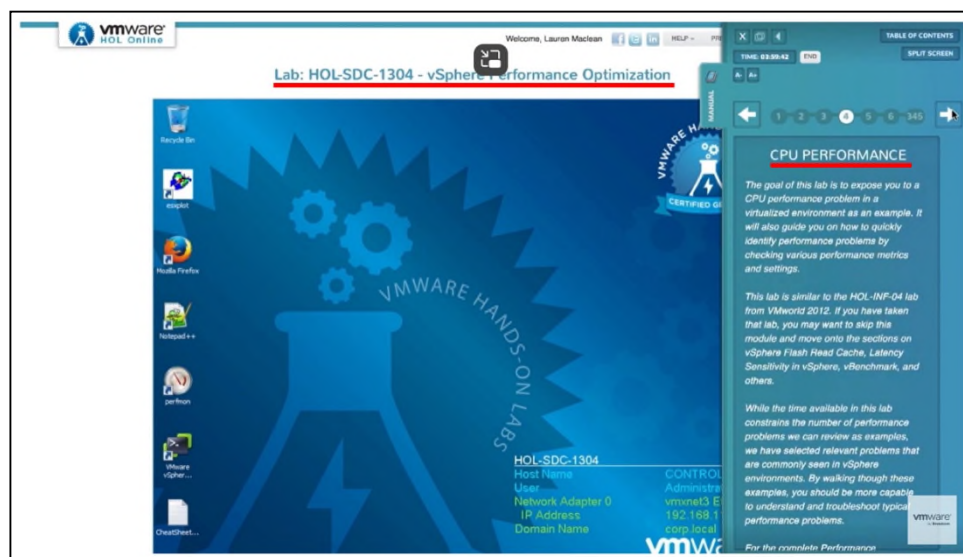 vmware
HOL Online
Welcome, Lauren Maclean
HELP
Lab: HOL-SDC-1304 - vSphere Performance Optimization
TABLE OF CONTENTS
TIME: 03:59:42
END
SPLIT SCREEN
A- A+
MANUAL
1 2 3 4 5 6 345
CPU PERFORMANCE
The goal of this lab is to expose you to a
CPU performance problem in a
virtualized environment as an example. It
will also guide you on how to quickly
identify performance problems by
checking various performance metrics
and settings.
This lab is similar to the HOL-INF-04 lab
from VMworld 2012. If you have taken
that lab, you may want to skip this
module and move onto the sections on
vSphere Flash Read Cache, Latency
Sensitivity in vSphere, vBenchmark, and
others.
While the time available in this lab
constrains the number of performance
problems we can review as examples,
we have selected relevant problems that
are commonly seen in vSphere
environments. By walking though these
examples, you should be more capable
to understand and troubleshoot typical
performance problems.
For the complete Performance
Recycle Bin
esxplot
Mozilla Firefox
Notepad++
perfmon
VMware
vSpher...
CheatSheet...
VMWARE HANDS-ON LABS
VMWARE
CERTIFIED
HOL-SDC-1304
Host Name CONTROL
User Administra
Network Adapter 0 vmxnet3 E
IP Address 192.168.1
Domain Name corp.local
vmwa
vmware